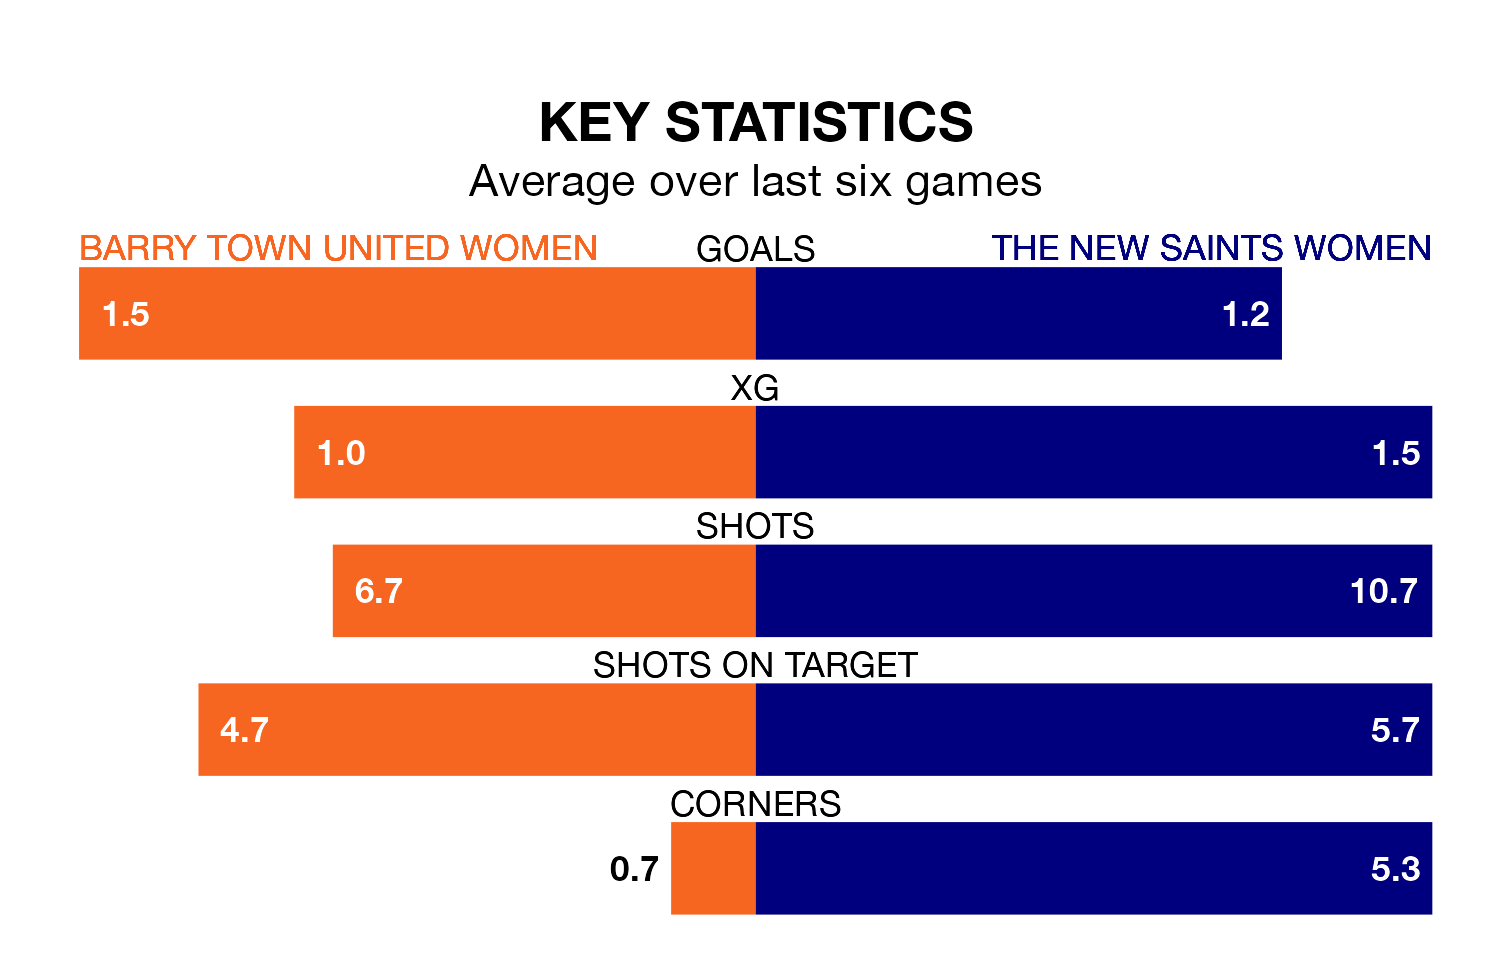 KEY STATISTICS
Average over last six games
BARRY TOWN UNITED WOMEN GOALS THE NEW SAINTS WOMEN
1.5 1.2
XG
1.0 1.5
SHOTS
6.7 10.7
SHOTS ON TARGET
4.7 5.7
CORNERS
0.7 5.3